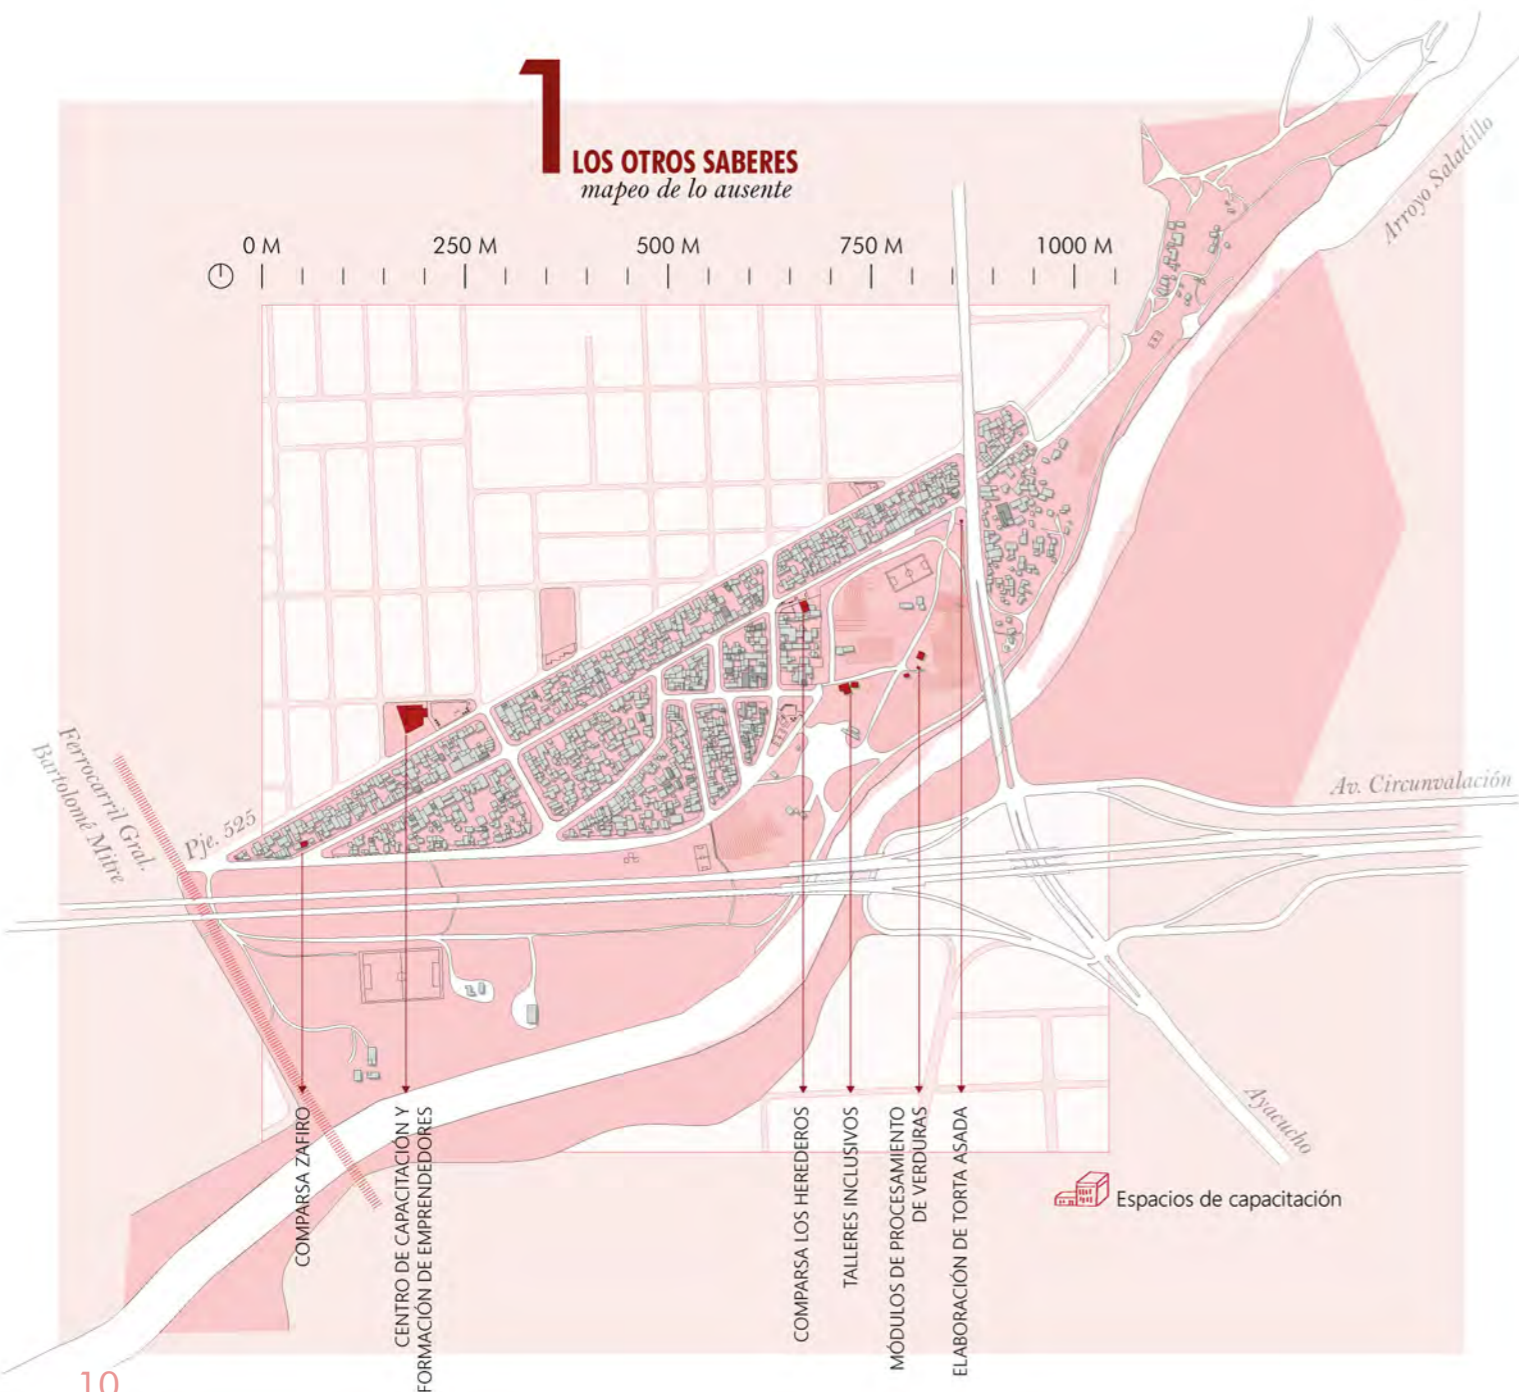 1
LOS OTROS SABERES
mapeo de lo ausente
0 M
250 M
500 M
750 M
1000 M
Arroyo Saladillo
Ferrocarril Gral.
Bartolomé Mitre
Pje. 525
Av. Circunvalación
Ayacucho
COMPARSA ZAFIRO
CENTRO DE CAPACITACIÓN Y
FORMACIÓN DE EMPRENDEDORES
COMPARSA LOS HEREDEROS
TALLERES INCLUSIVOS
MÓDULOS DE PROCESAMIENTO
DE VERDURAS
ELABORACIÓN DE TORTA ASADA
Espacios de capacitación
10